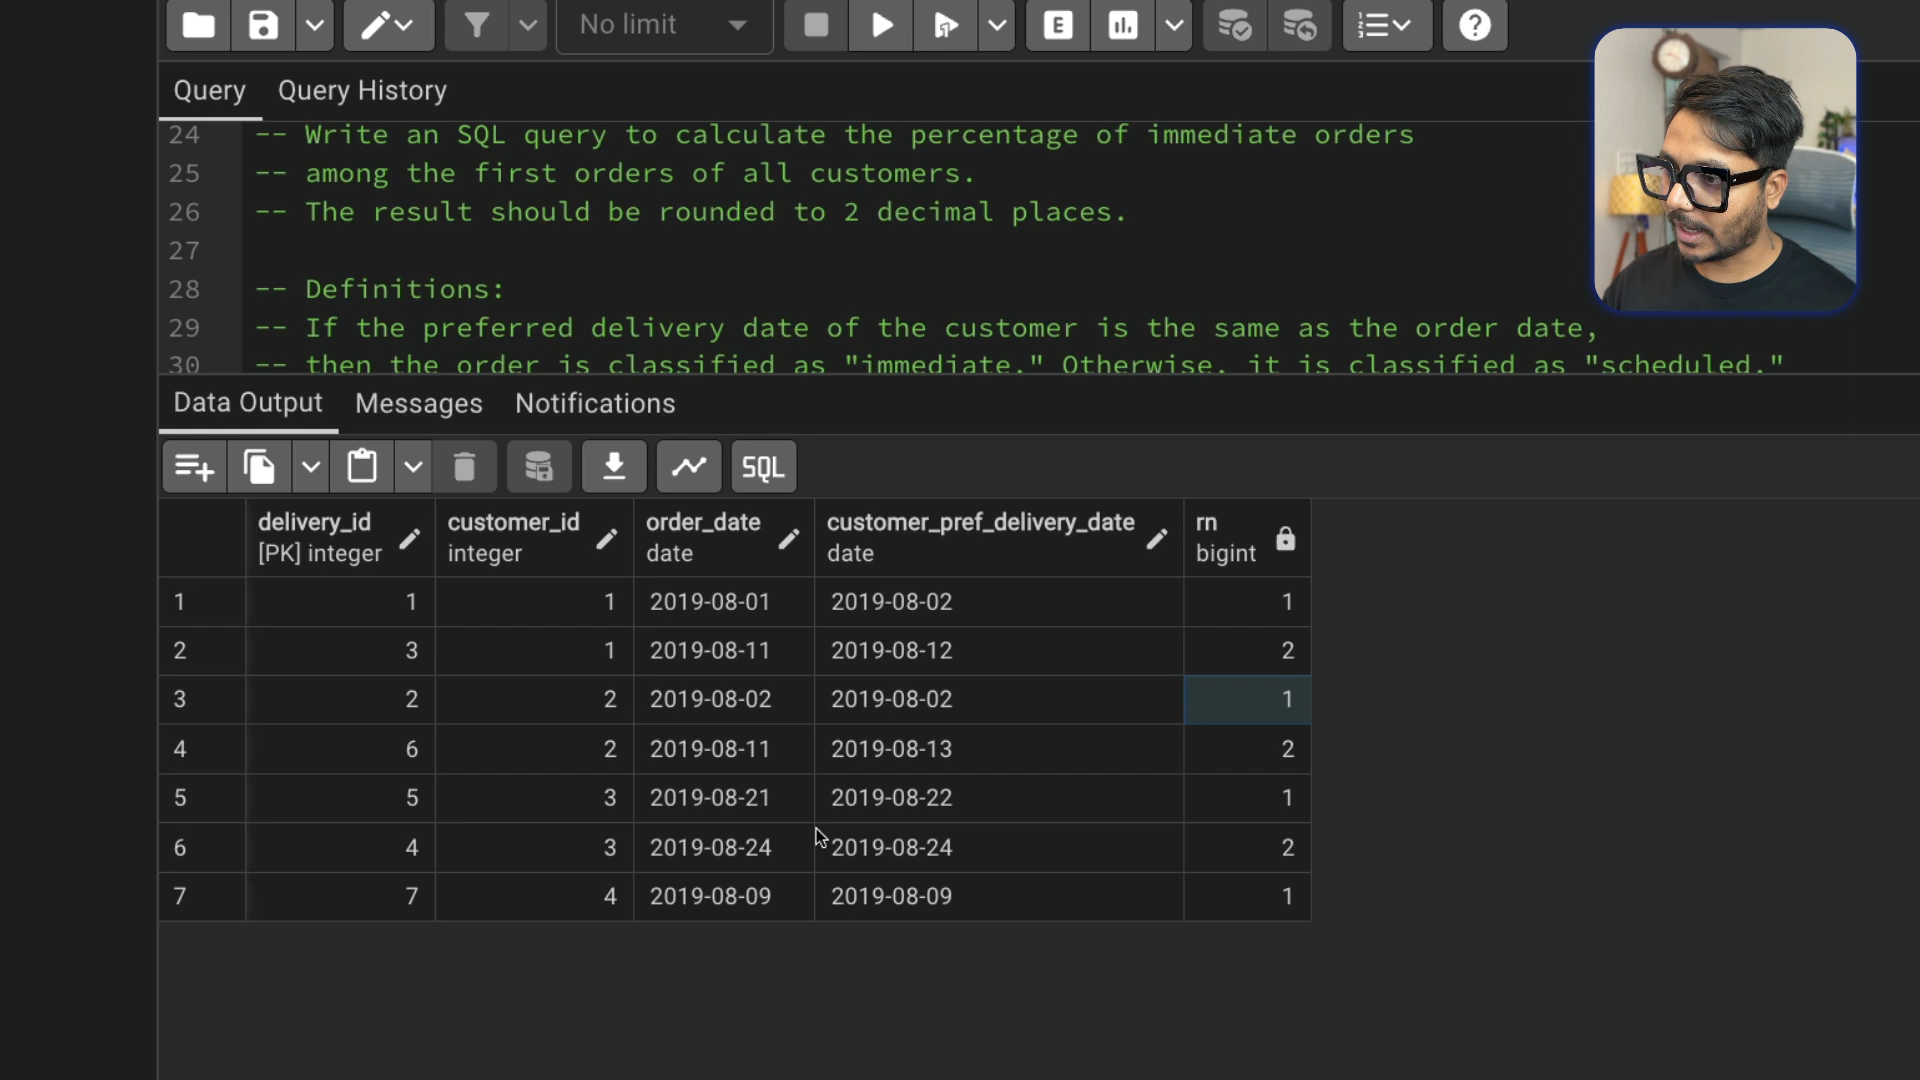 No limit
E
Query Query History
24 -- Write an SQL query to calculate the percentage of immediate orders
25 -- among the first orders of all customers.
26 -- The result should be rounded to 2 decimal places.
27
28 -- Definitions:
29 -- If the preferred delivery date of the customer is the same as the order date,
30 -- then the order is classified as "immediate." Otherwise, it is classified as "scheduled."
Data Output Messages Notifications
SQL
delivery_id customer_id order_date customer_pref_delivery_date rn
[PK] integer integer date date bigint
1 1 1 2019-08-01 2019-08-02 1
2 3 1 2019-08-11 2019-08-12 2
3 2 2 2019-08-02 2019-08-02 1
4 6 2 2019-08-11 2019-08-13 2
5 5 3 2019-08-21 2019-08-22 1
6 4 3 2019-08-24 2019-08-24 2
7 7 4 2019-08-09 2019-08-09 1